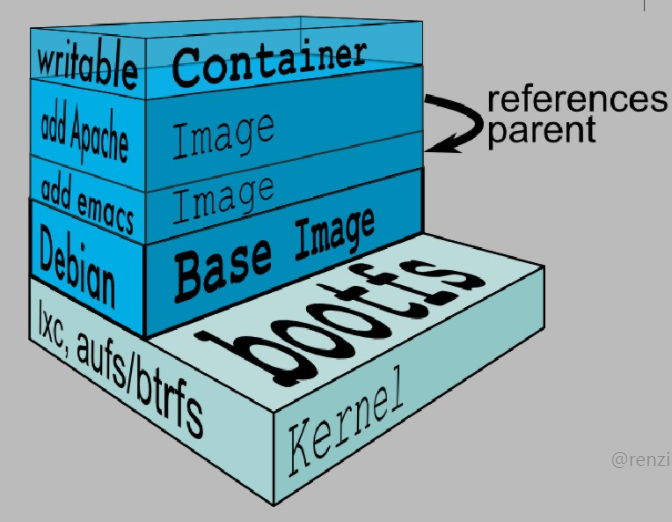 writable Container
add Apache Image
references
parent
add emacs Image
Debian Base Image
bootfs
lxc, aufs/btrfs
Kernel
@renzi